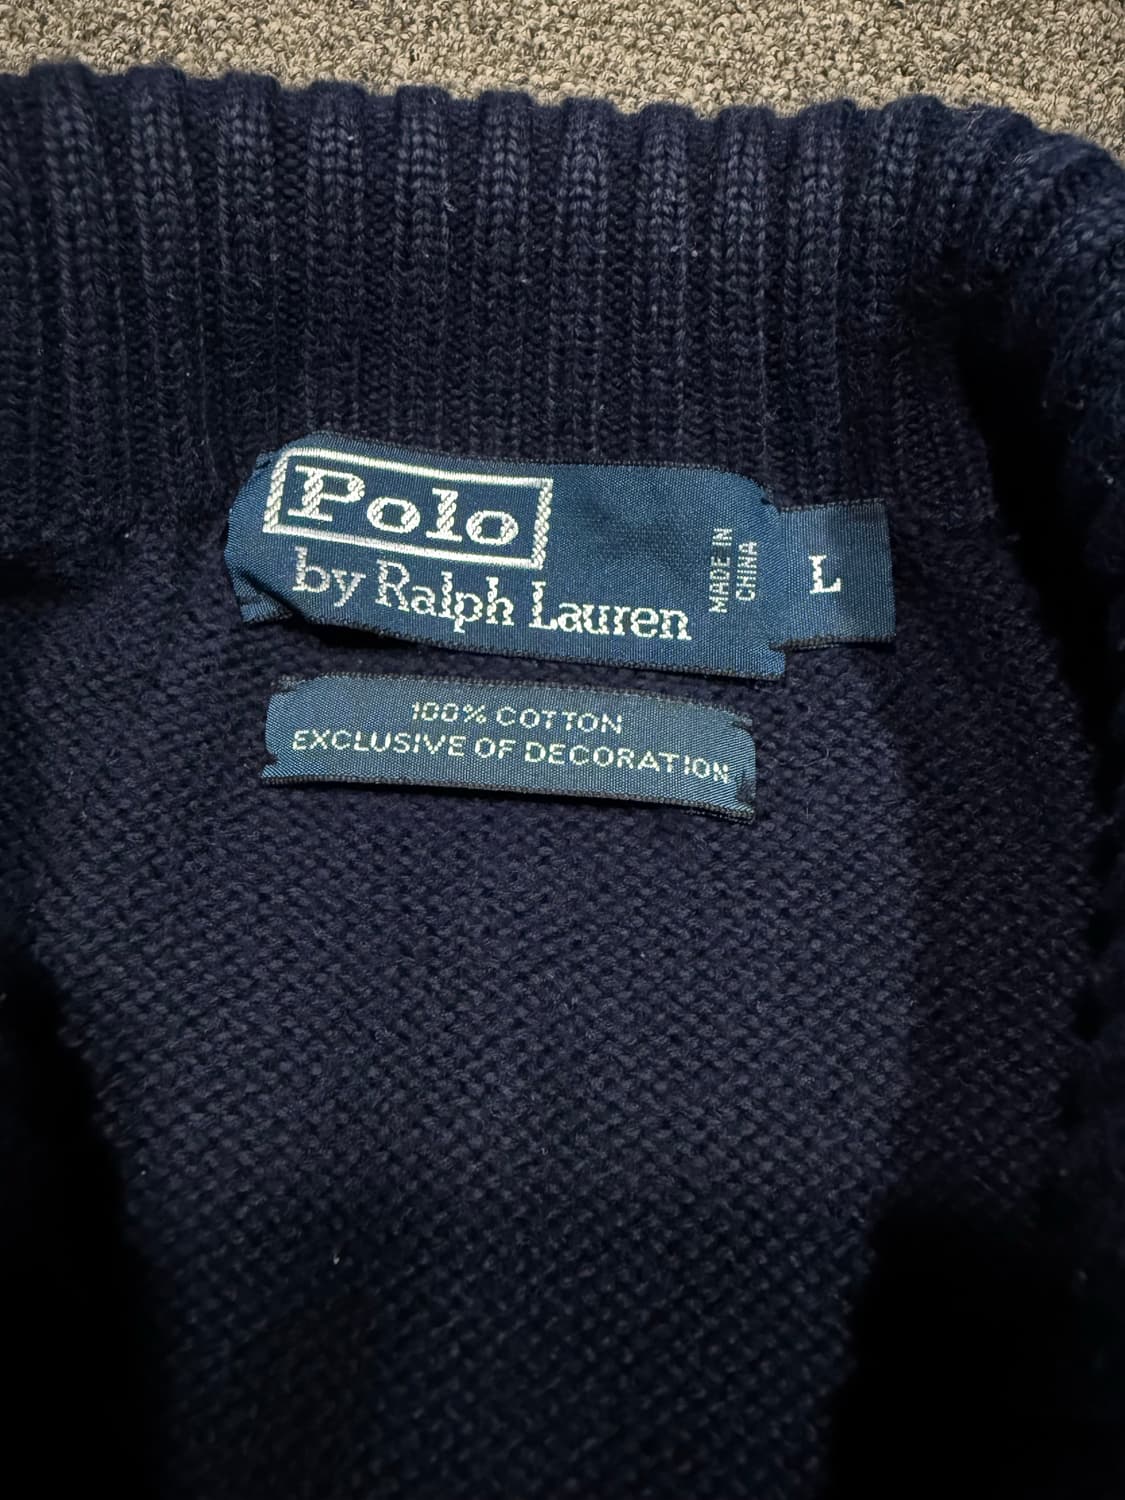 Polo
by Ralph Lauren
MADE IN
CHINA
L
100% COTTON
EXCLUSIVE OF DECORATION